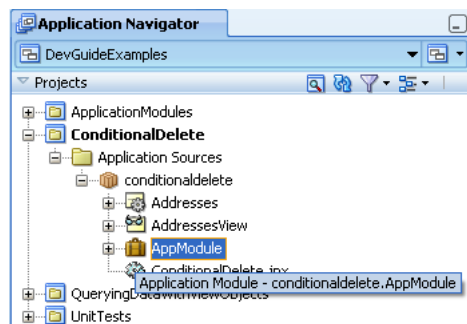 Application Navigator
DevGuideExamples
Projects
ApplicationModules
ConditionalDelete
Application Sources
conditionaldelete
Addresses
AddressesView
AppModule
ConditionalDelete.jpx
Application Module - conditionaldelete.AppModule
QueryingDataWithViewObjects
UnitTests